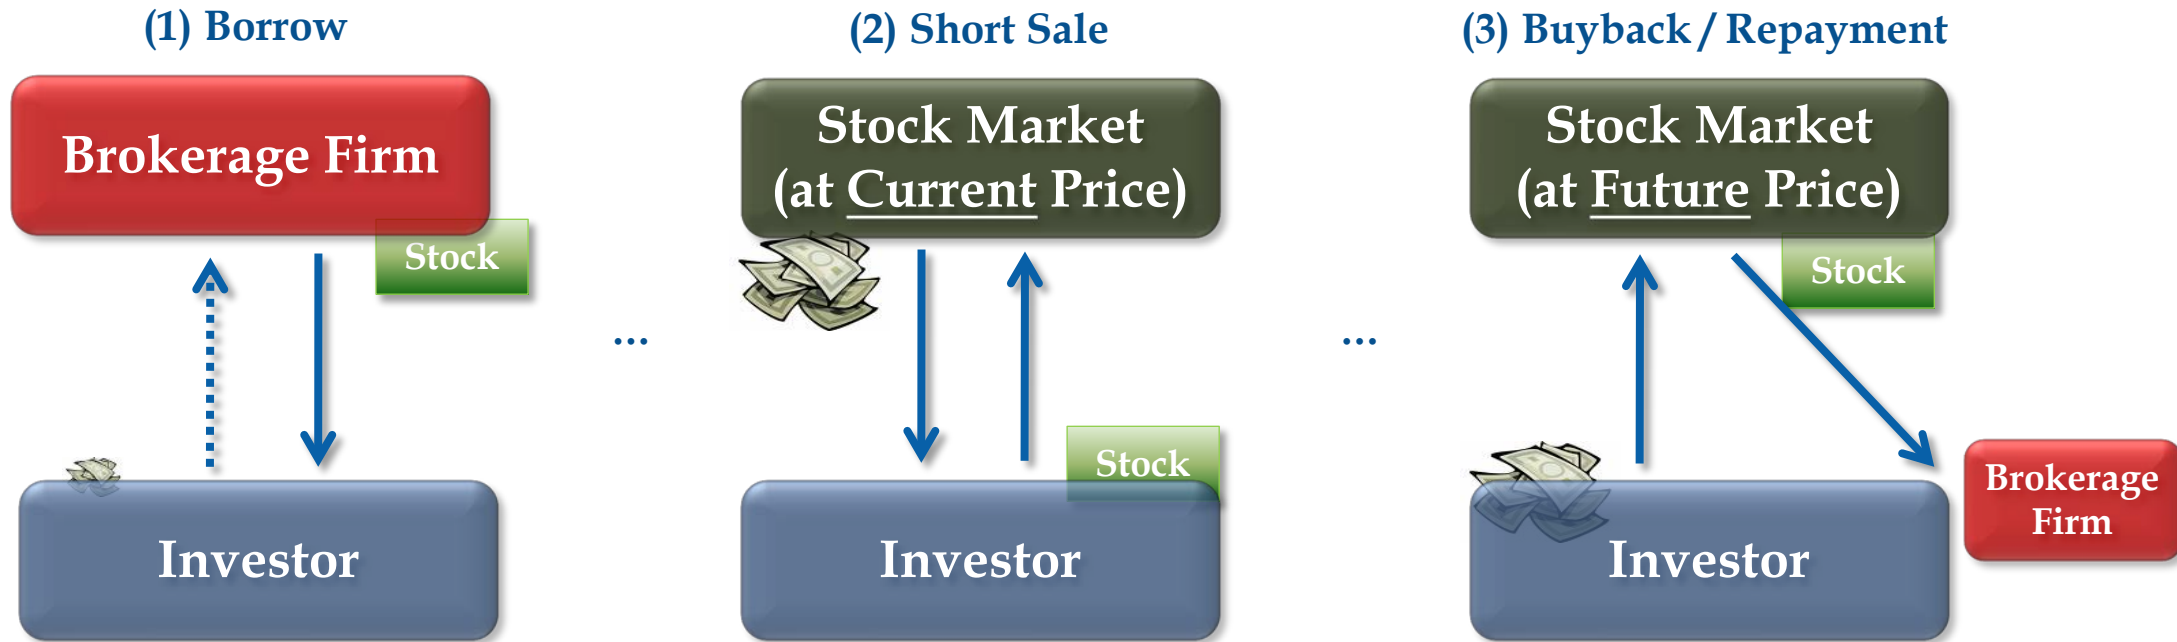 (1) Borrow
Brokerage Firm
Stock
Investor
...
(2) Short Sale
Stock Market
(at Current Price)
Stock
Investor
...
(3) Buyback / Repayment
Stock Market
(at Future Price)
Stock
Investor
Brokerage
Firm